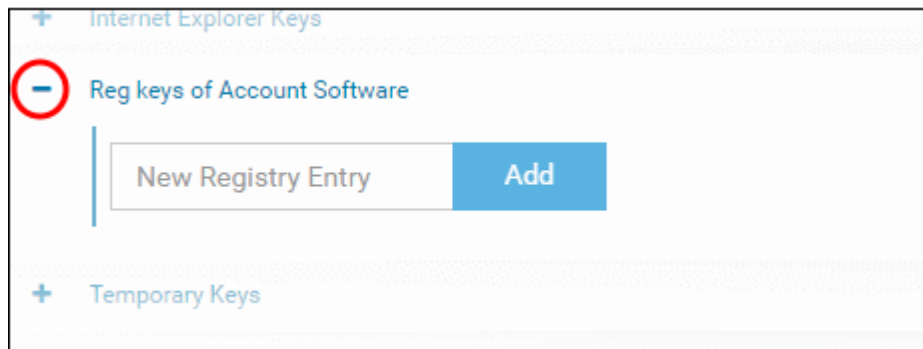 Internet Explorer Keys
Reg keys of Account Software
New Registry Entry Add
Temporary Keys